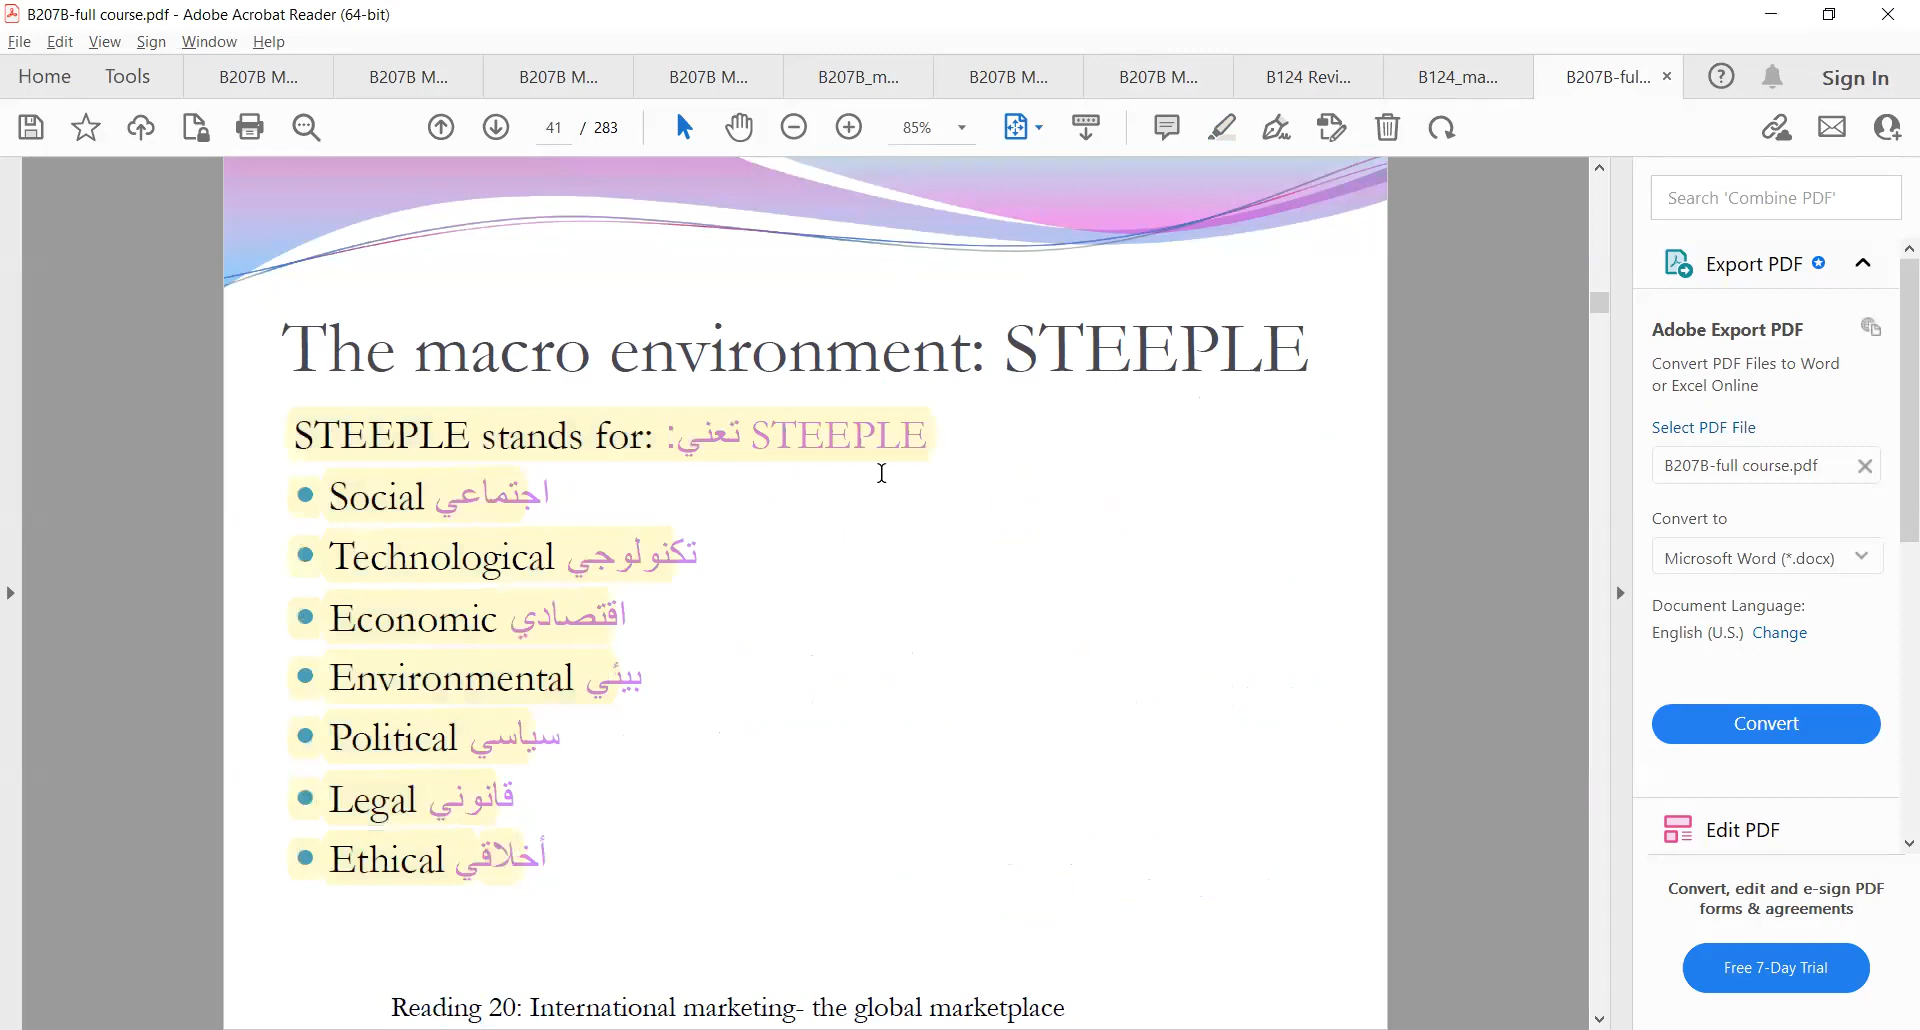 B207B-full course.pdf - Adobe Acrobat Reader (64-bit)
File Edit View Sign Window Help
Home Tools B207B M... B207B M... B207B M... B207B M... B207B_m... B207B M... B207B M... B124 Revi... B124_ma... B207B-ful... × Sign In
41 / 283 85%
Search 'Combine PDF'
Export PDF
Adobe Export PDF
Convert PDF Files to Word
or Excel Online
Select PDF File
B207B-full course.pdf
Convert to
Microsoft Word (*.docx)
Document Language:
English (U.S.) Change
Convert
Edit PDF
Convert, edit and e-sign PDF
forms & agreements
Free 7-Day Trial
The macro environment: STEEPLE
STEEPLE stands for: STEEPLE تعني:
Social اجتماعي
Technological تكنولوجي
Economic اقتصادي
Environmental بيئي
Political سياسي
Legal قانوني
Ethical أخلاقي
Reading 20: International marketing- the global marketplace